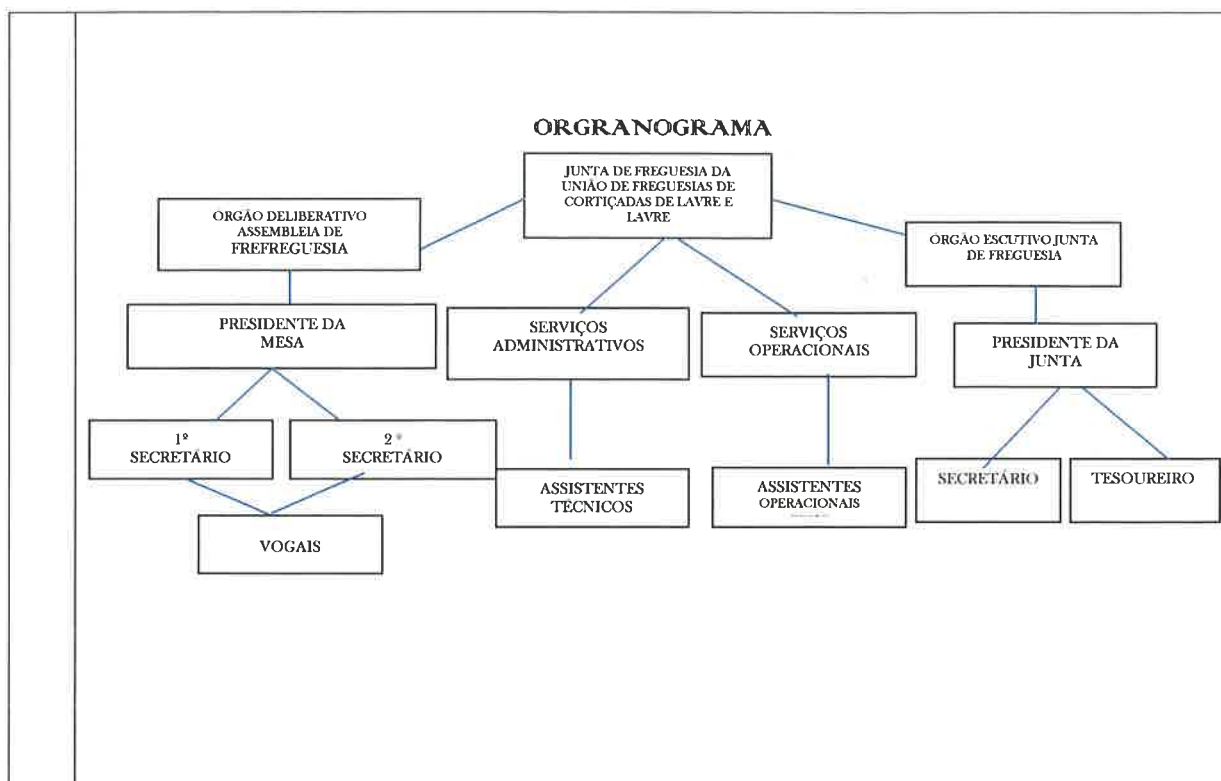 ORGRANOGRAMA
JUNTA DE FREGUESIA DA
UNIÃO DE FREGUESIAS DE
CORTIÇADAS DE LAVRE E
LAVRE
ORGÃO DELIBERATIVO
ASSEMBLEIA DE
FREFREGUESIA
ÓRGÃO ESCUTIVO JUNTA
DE FREGUESIA
PRESIDENTE DA
MESA
SERVIÇOS
ADMINISTRATIVOS
SERVIÇOS
OPERACIONAIS
PRESIDENTE DA
JUNTA
1º
SECRETÁRIO
2º
SECRETÁRIO
ASSISTENTES
TÉCNICOS
ASSISTENTES
OPERACIONAIS
SECRETÁRIO
TESOUREIRO
VOGAIS